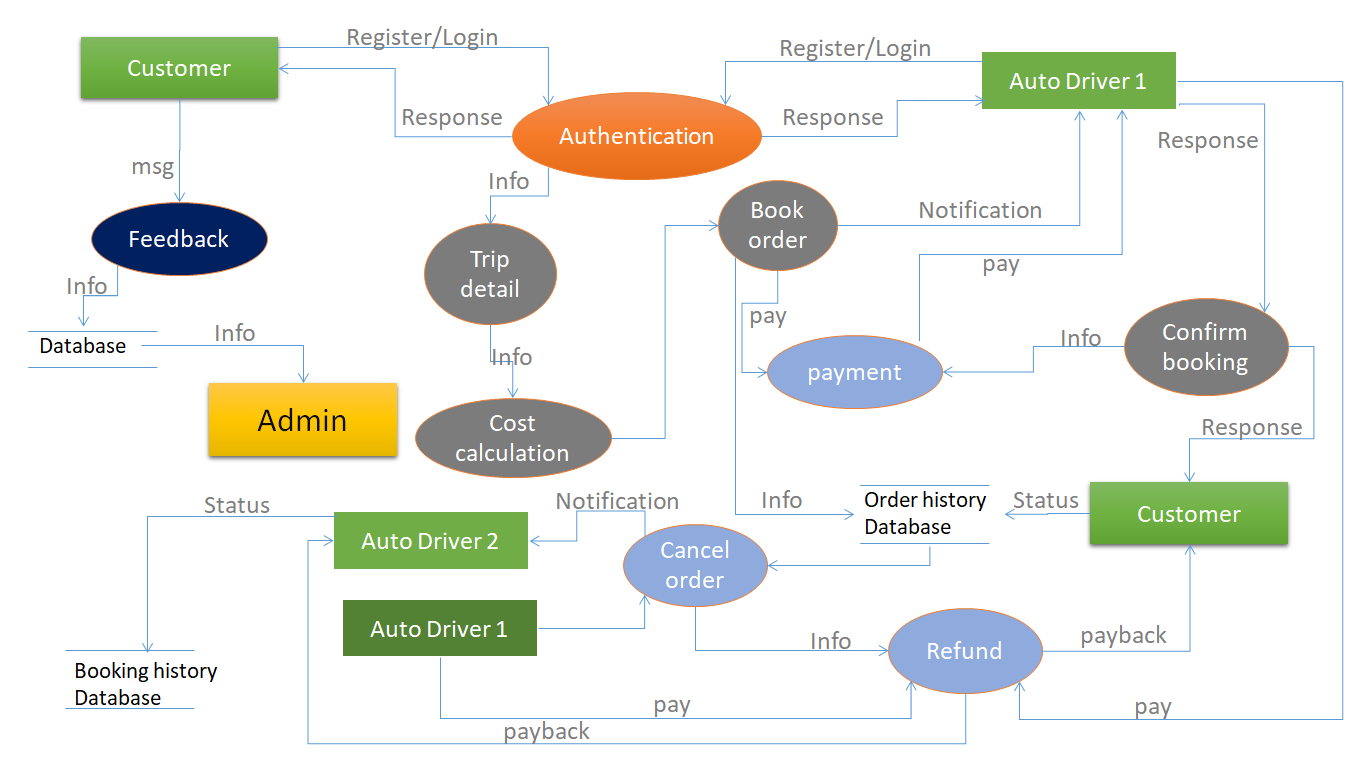 Register/Login
Register/Login
Customer
Auto Driver 1
Response
Authentication
Response
Response
msg
Info
Book
order
Notification
Feedback
Trip
detail
pay
Info
pay
Info
Database
Info
Info
Confirm
booking
payment
Admin
Cost
calculation
Response
Status
Notification
Info
Order history
Database
Status
Customer
Auto Driver 2
Cancel
order
Auto Driver 1
Info
Refund
payback
Booking history
Database
pay
pay
payback